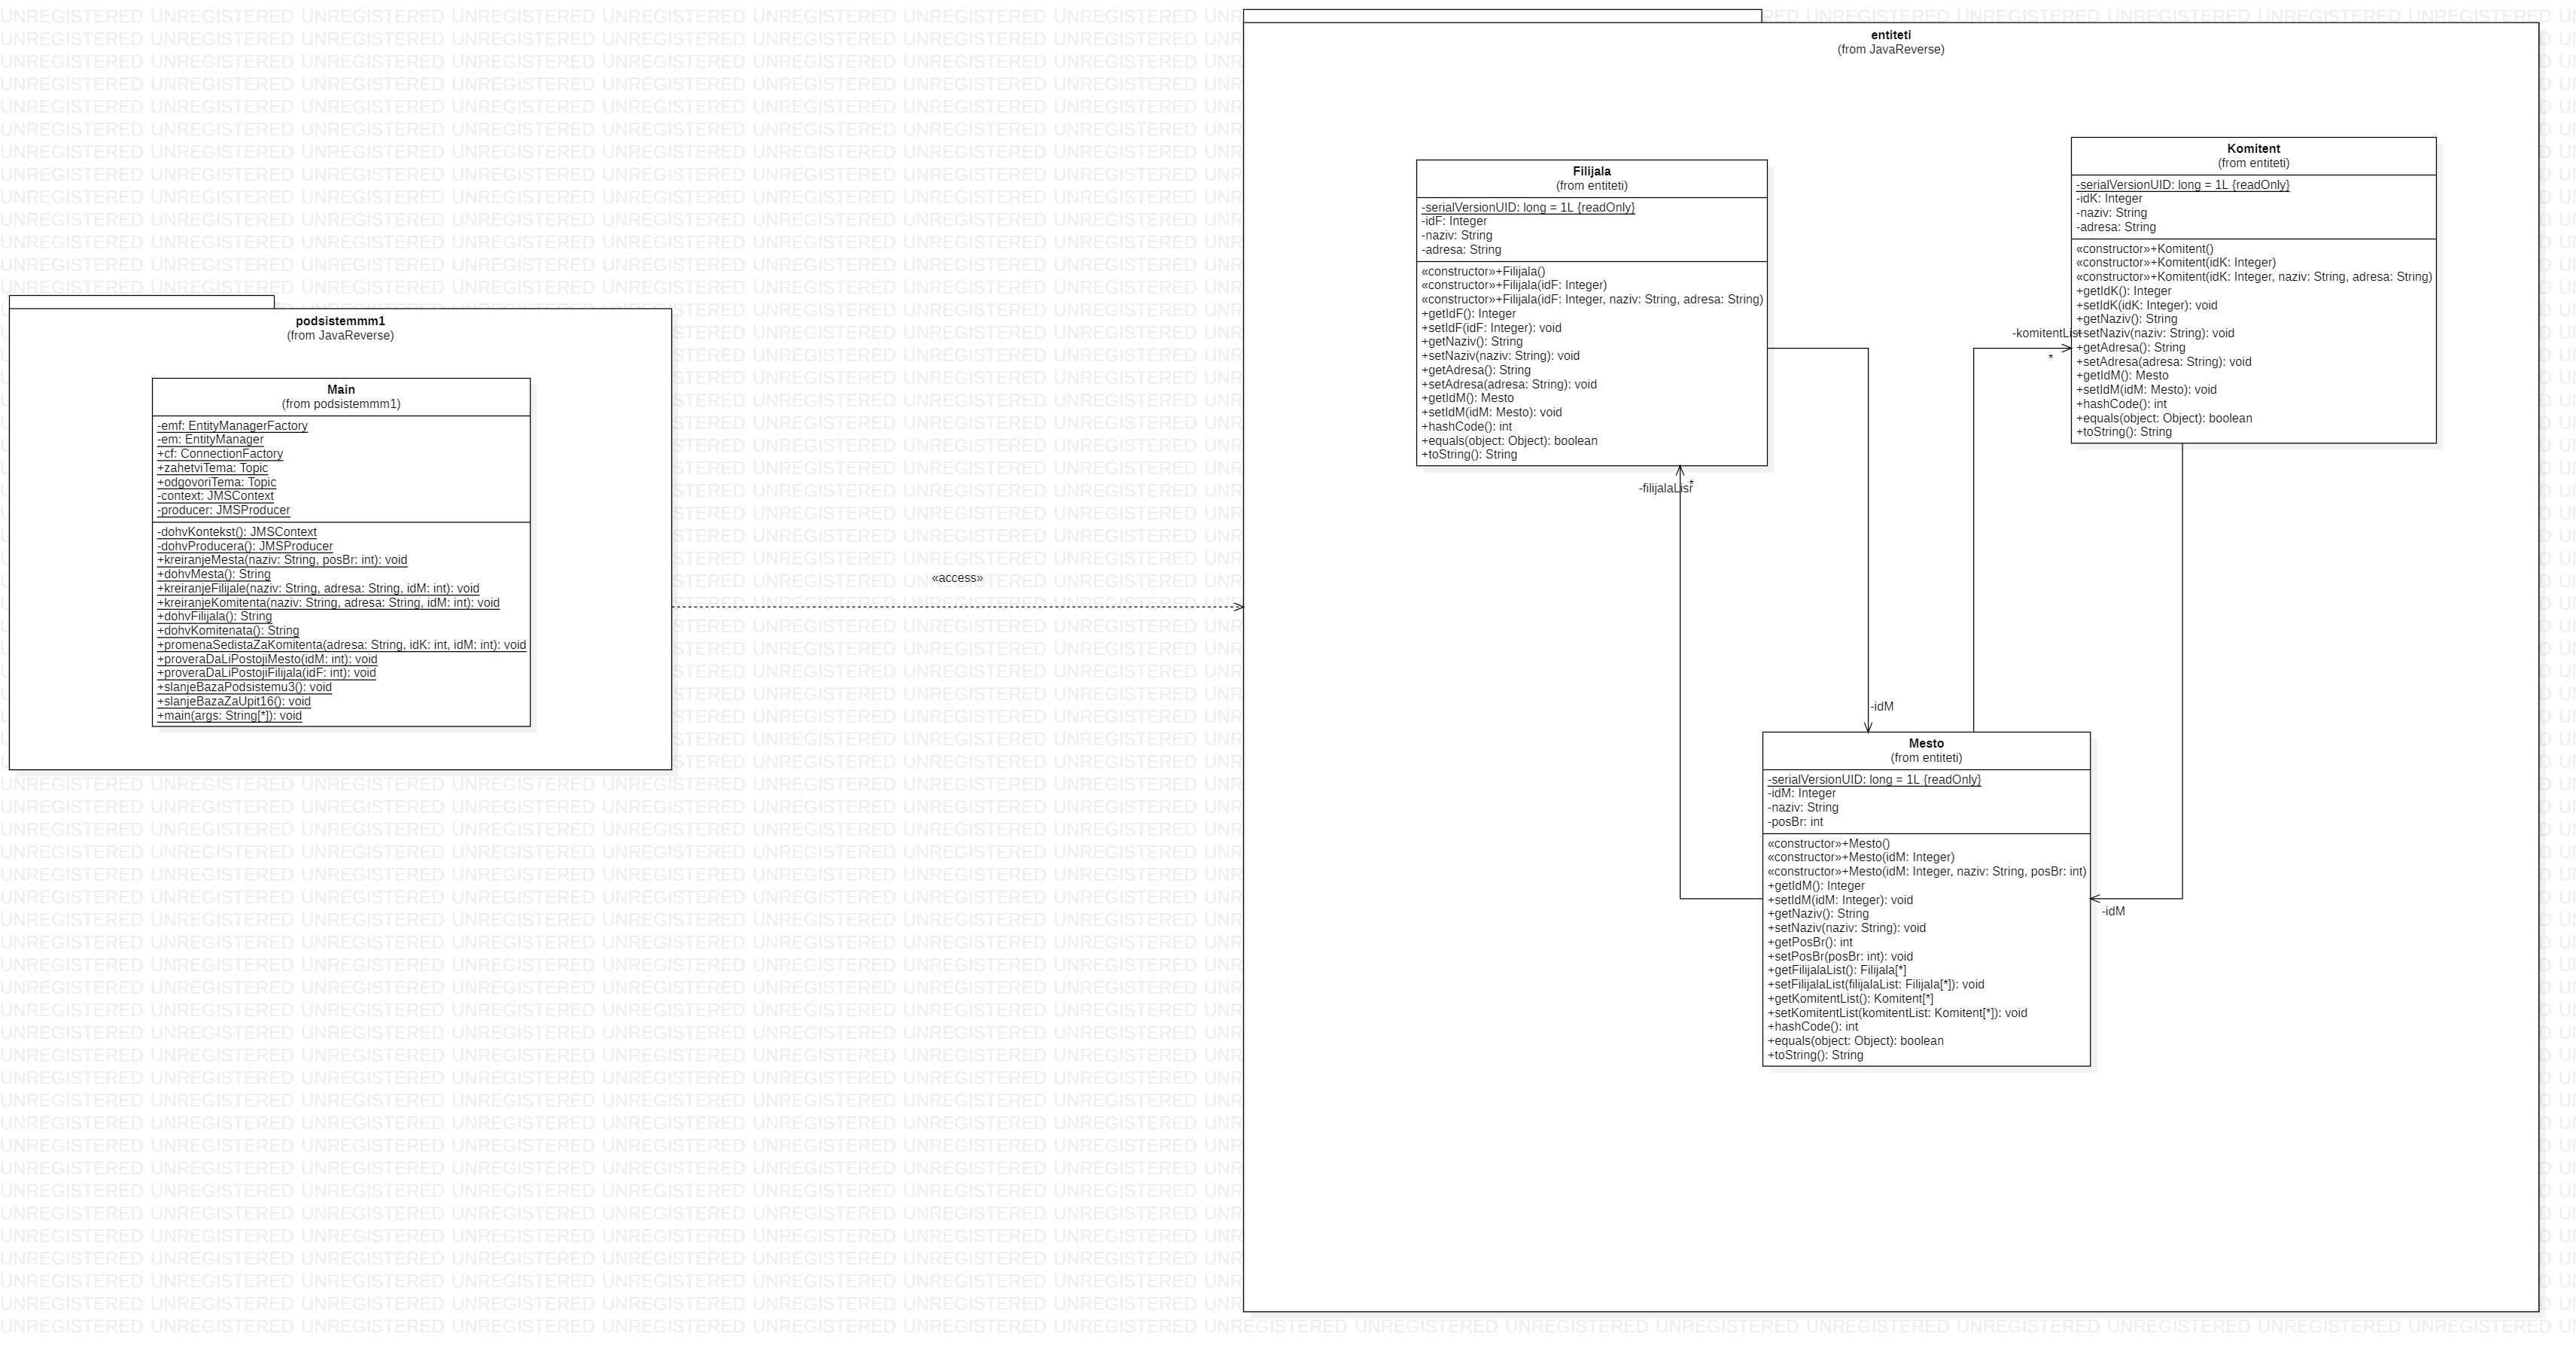 podsistemmm1
(from JavaReverse)
Main
(from podsistemmm1)
-emf: EntityManagerFactory
-em: EntityManager
+cf: ConnectionFactory
+zahetviTema: Topic
+odgovoriTema: Topic
-context: JMSContext
-producer: JMSProducer
-dohvKontekst(): JMSContext
-dohvProducera(): JMSProducer
+kreiranjeMesta(naziv: String, posBr: int): void
+dohvMesta(): String
+kreiranjeFilijale(naziv: String, adresa: String, idM: int): void
+kreiranjeKomitenta(naziv: String, adresa: String, idM: int): void
+dohvFilijala(): String
+dohvKomitenata(): String
+promenaSedistaZaKomitenta(adresa: String, idK: int, idM: int): void
+proveraDaLiPostojiMesto(idM: int): void
+proveraDaLiPostojiFilijala(idF: int): void
+slanjeBazaPodsistemu3(): void
+slanjeBazaZaUpit16(): void
+main(args: String[*]): void
«access»
entiteti
(from JavaReverse)
Filijala
(from entiteti)
-serialVersionUID: long = 1L {readOnly}
-idF: Integer
-naziv: String
-adresa: String
«constructor»+Filijala()
«constructor»+Filijala(idF: Integer)
«constructor»+Filijala(idF: Integer, naziv: String, adresa: String)
+getIdF(): Integer
+setIdF(idF: Integer): void
+getNaziv(): String
+setNaziv(naziv: String): void
+getAdresa(): String
+setAdresa(adresa: String): void
+getIdM(): Mesto
+setIdM(idM: Mesto): void
+hashCode(): int
+equals(object: Object): boolean
+toString(): String
-filijalaList
*
Komitent
(from entiteti)
-serialVersionUID: long = 1L {readOnly}
-idK: Integer
-naziv: String
-adresa: String
«constructor»+Komitent()
«constructor»+Komitent(idK: Integer)
«constructor»+Komitent(idK: Integer, naziv: String, adresa: String)
+getIdK(): Integer
+setIdK(idK: Integer): void
+getNaziv(): String
+setNaziv(naziv: String): void
+getAdresa(): String
+setAdresa(adresa: String): void
+getIdM(): Mesto
+setIdM(idM: Mesto): void
+hashCode(): int
+equals(object: Object): boolean
+toString(): String
-komitentList
*
-idM
Mesto
(from entiteti)
-serialVersionUID: long = 1L {readOnly}
-idM: Integer
-naziv: String
-posBr: int
«constructor»+Mesto()
«constructor»+Mesto(idM: Integer)
«constructor»+Mesto(idM: Integer, naziv: String, posBr: int)
+getIdM(): Integer
+setIdM(idM: Integer): void
+getNaziv(): String
+setNaziv(naziv: String): void
+getPosBr(): int
+setPosBr(posBr: int): void
+getFilijalaList(): Filijala[*]
+setFilijalaList(filijalaList: Filijala[*]): void
+getKomitentList(): Komitent[*]
+setKomitentList(komitentList: Komitent[*]): void
+hashCode(): int
+equals(object: Object): boolean
+toString(): String
-idM